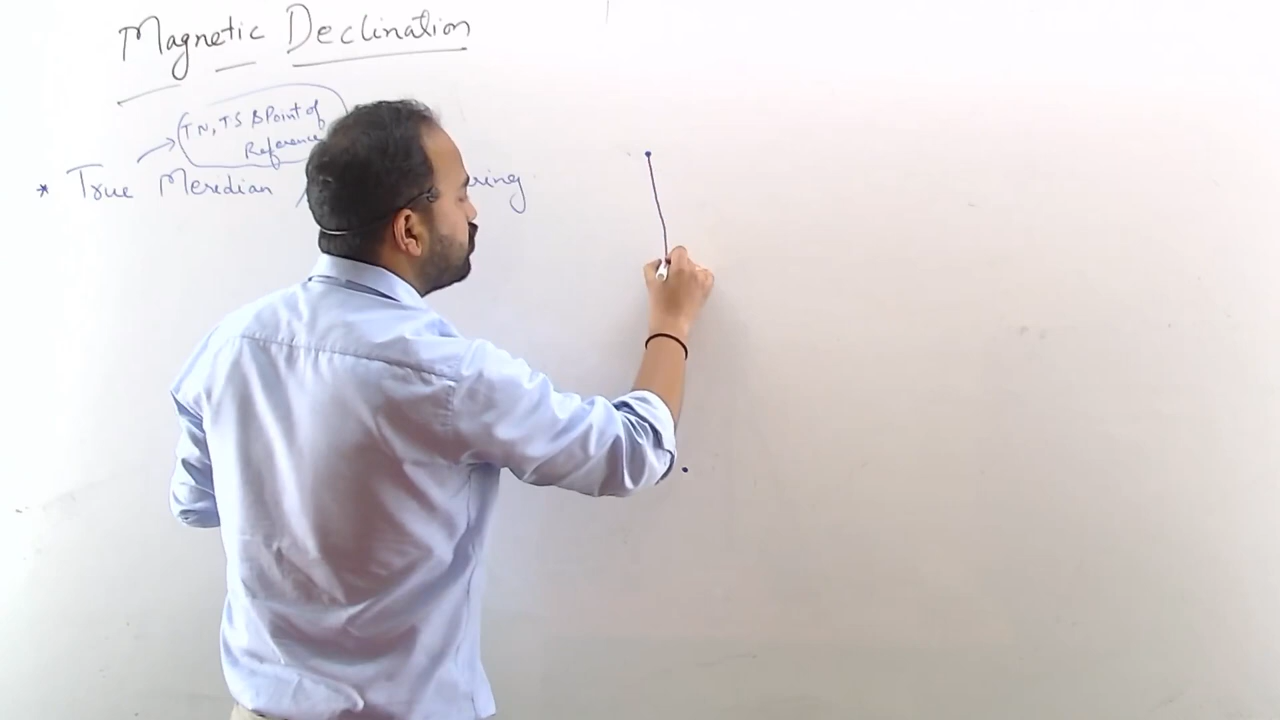 Magnetic Declination
TN, TS & Point of
Reference
* True Meridian